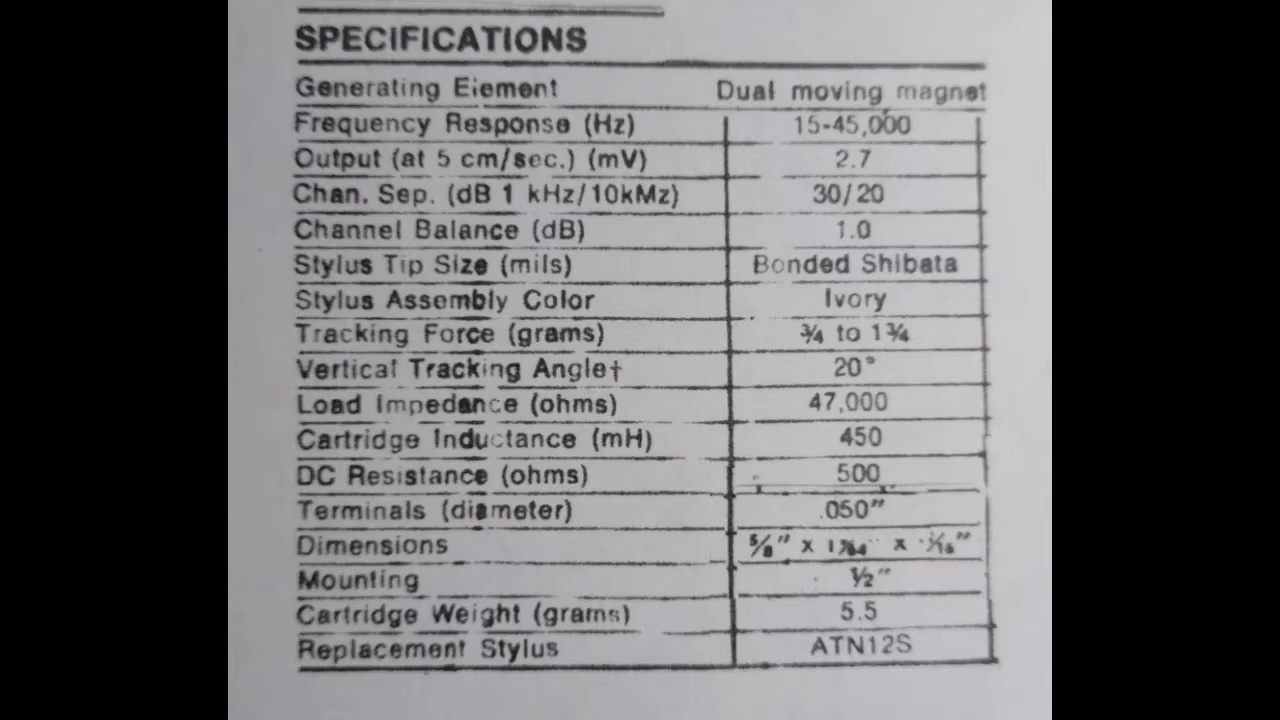 SPECIFICATIONS
Generating Element Dual moving magnet
Frequency Response (Hz) 15-45,000
Output (at 5 cm/sec.) (mV) 2.7
Chan. Sep. (dB 1 kHz/10kMz) 30/20
Channel Balance (dB) 1.0
Stylus Tip Size (mils) Bonded Shibata
Stylus Assembly Color Ivory
Tracking Force (grams) ¾ to 1¾
Vertical Tracking Angle† 20°
Load Impedance (ohms) 47,000
Cartridge Inductance (mH) 450
DC Resistance (ohms) 500
Terminals (diameter) .050"
Dimensions ⅝" x x
Mounting ½"
Cartridge Weight (grams) 5.5
Replacement Stylus ATN12S